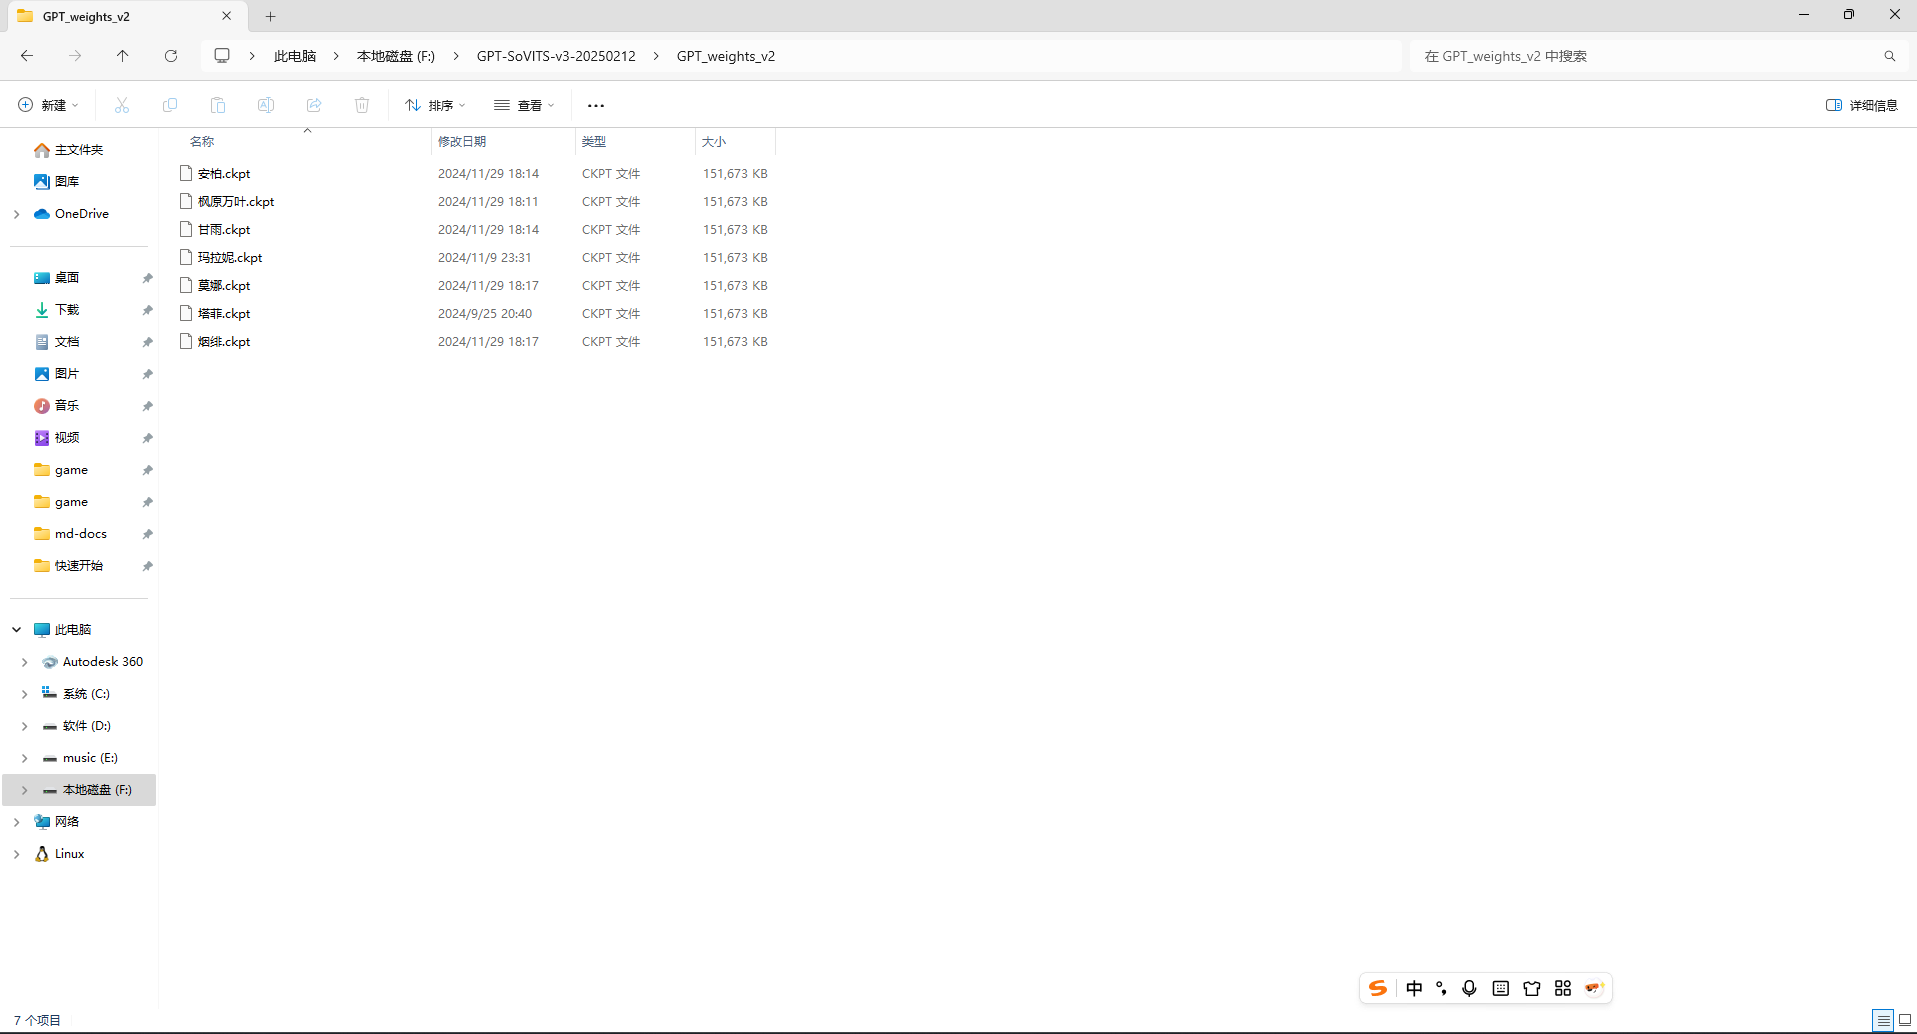 GPT_weights_v2
此电脑 本地磁盘 (F:) GPT-SoVITS-v3-20250212 GPT_weights_v2
在 GPT_weights_v2 中搜索
新建 排序 查看 详细信息
名称 修改日期 类型 大小
安柏.ckpt 2024/11/29 18:14 CKPT 文件 151,673 KB
枫原万叶.ckpt 2024/11/29 18:11 CKPT 文件 151,673 KB
甘雨.ckpt 2024/11/29 18:14 CKPT 文件 151,673 KB
玛拉妮.ckpt 2024/11/9 23:31 CKPT 文件 151,673 KB
莫娜.ckpt 2024/11/29 18:17 CKPT 文件 151,673 KB
塔菲.ckpt 2024/9/25 20:40 CKPT 文件 151,673 KB
烟绯.ckpt 2024/11/29 18:17 CKPT 文件 151,673 KB
主文件夹
图库
OneDrive
桌面
下载
文档
图片
音乐
视频
game
game
md-docs
快速开始
此电脑
Autodesk 360
系统 (C:)
软件 (D:)
music (E:)
本地磁盘 (F:)
网络
Linux
中
7 个项目